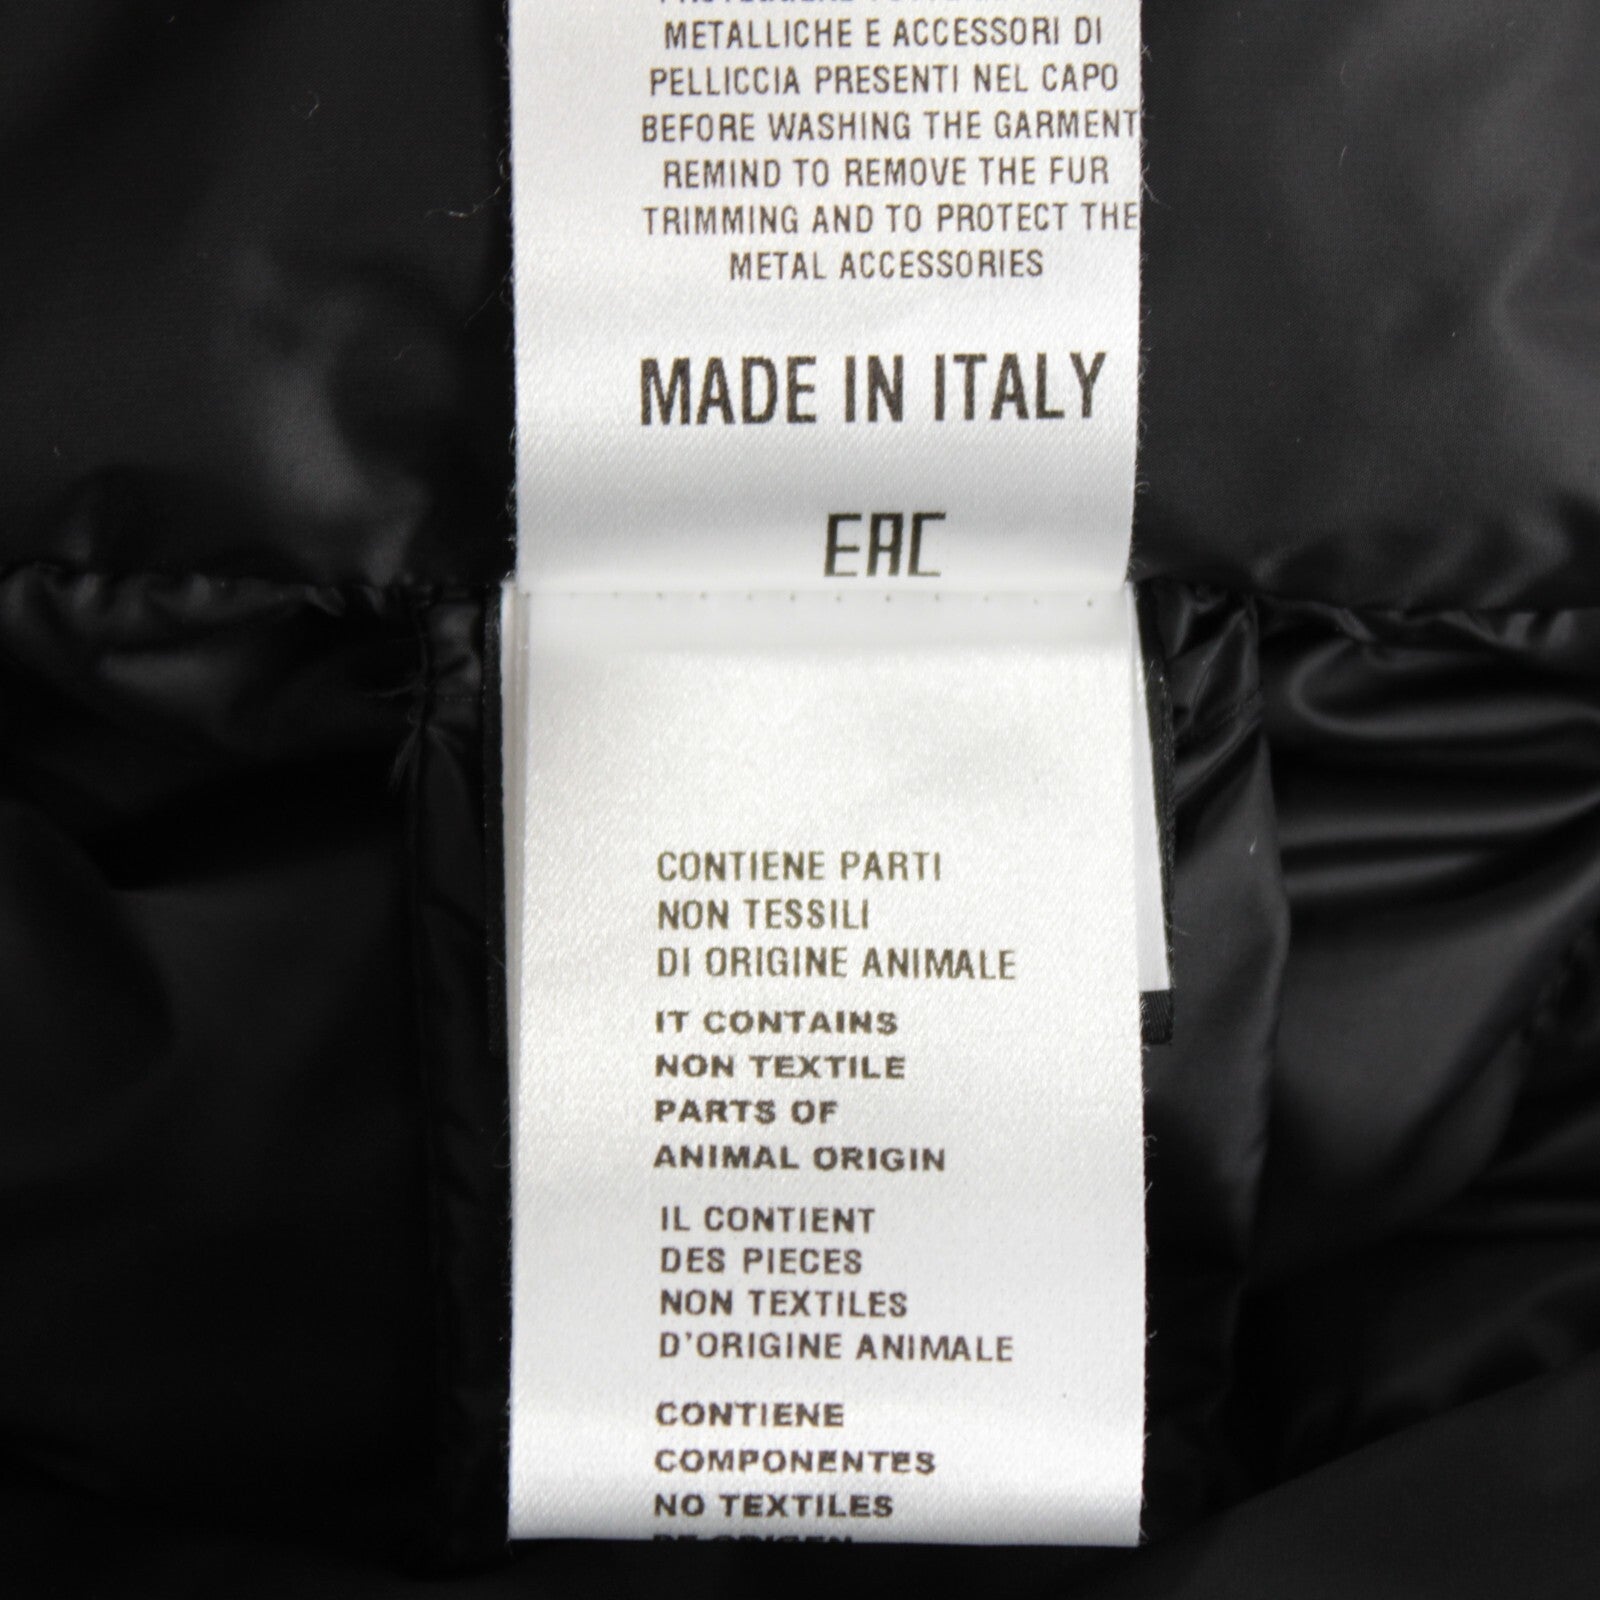 METALLICHE E ACCESSORI DI
PELLICCIA PRESENTI NEL CAPO
BEFORE WASHING THE GARMENT
REMIND TO REMOVE THE FUR
TRIMMING AND TO PROTECT THE
METAL ACCESSORIES
MADE IN ITALY
EAC
CONTIENE PARTI
NON TESSILI
DI ORIGINE ANIMALE
IT CONTAINS
NON TEXTILE
PARTS OF
ANIMAL ORIGIN
IL CONTIENT
DES PIECES
NON TEXTILES
D'ORIGINE ANIMALE
CONTIENE
COMPONENTES
NO TEXTILES